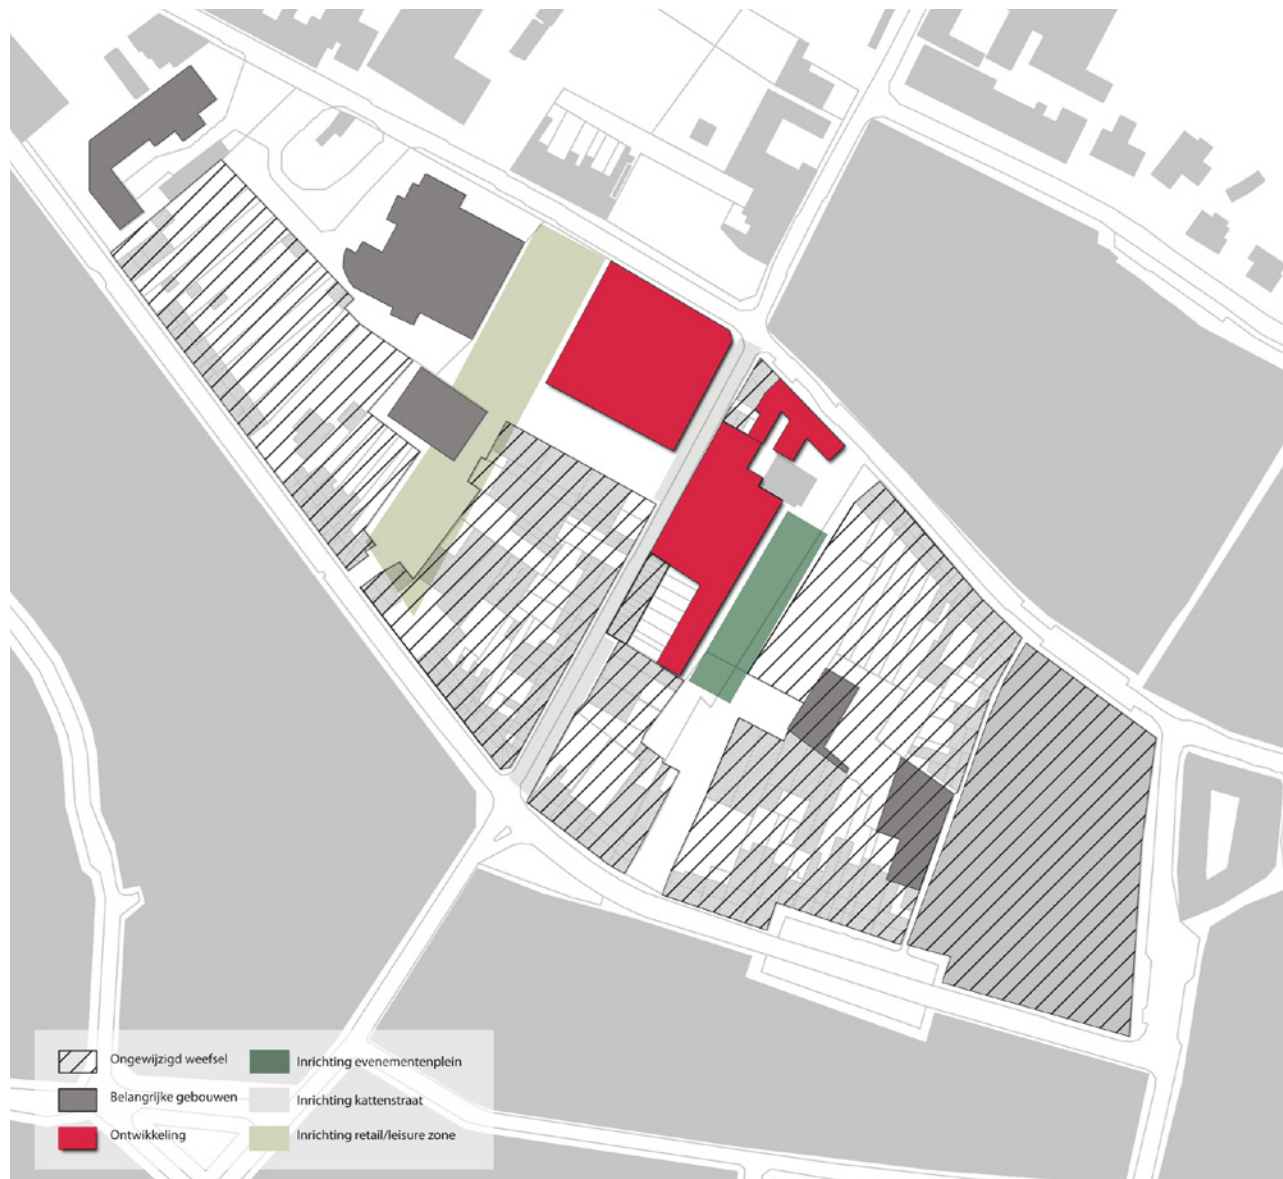 Ongewijzigd weefsel
Belangrijke gebouwen
Ontwikkeling
Inrichting evenementenplein
Inrichting kattenstraat
Inrichting retail/leisure zone